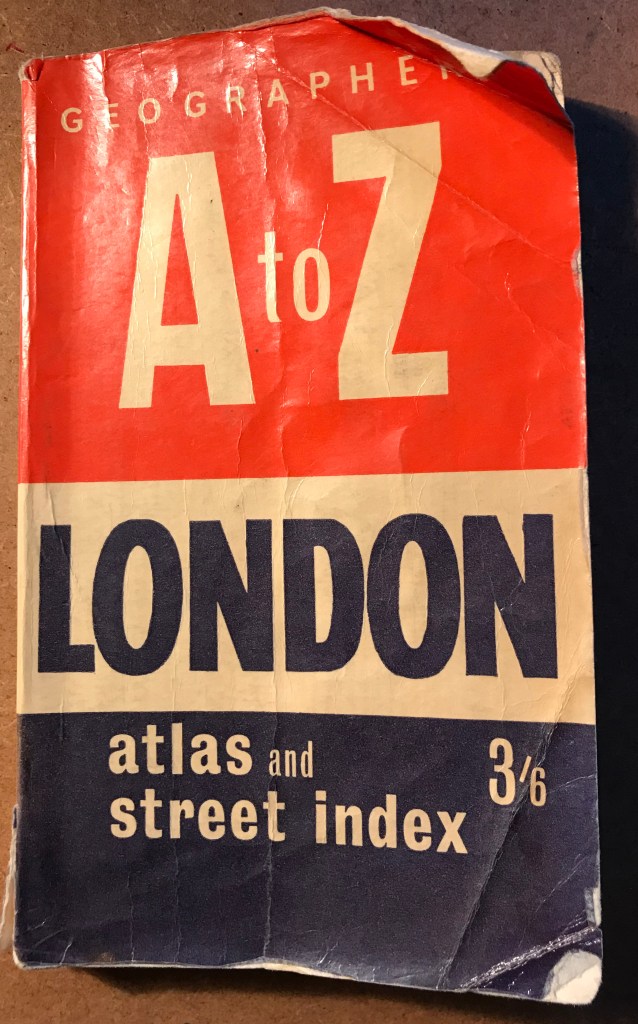 GEOGRAPHER
A to Z
LONDON
atlas and
street index
3/6